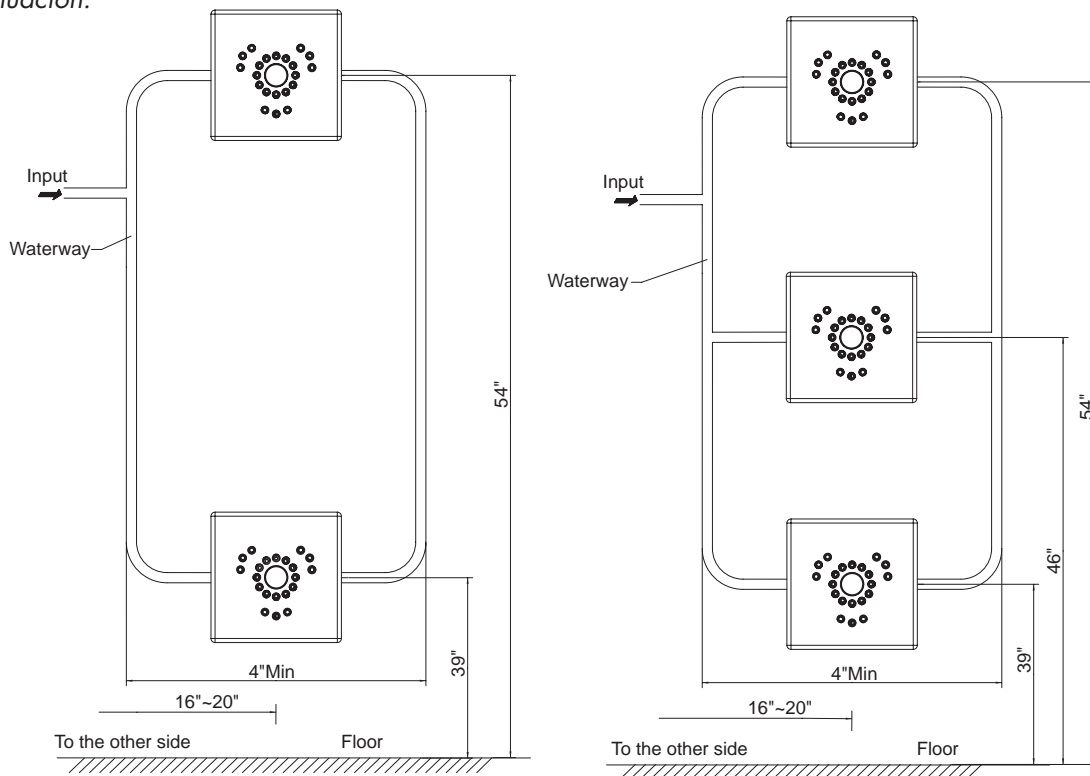 Input
Waterway
54"
39"
4"Min
16"~20"
To the other side
Floor
Input
Waterway
54"
46"
39"
4"Min
16"~20"
To the other side
Floor